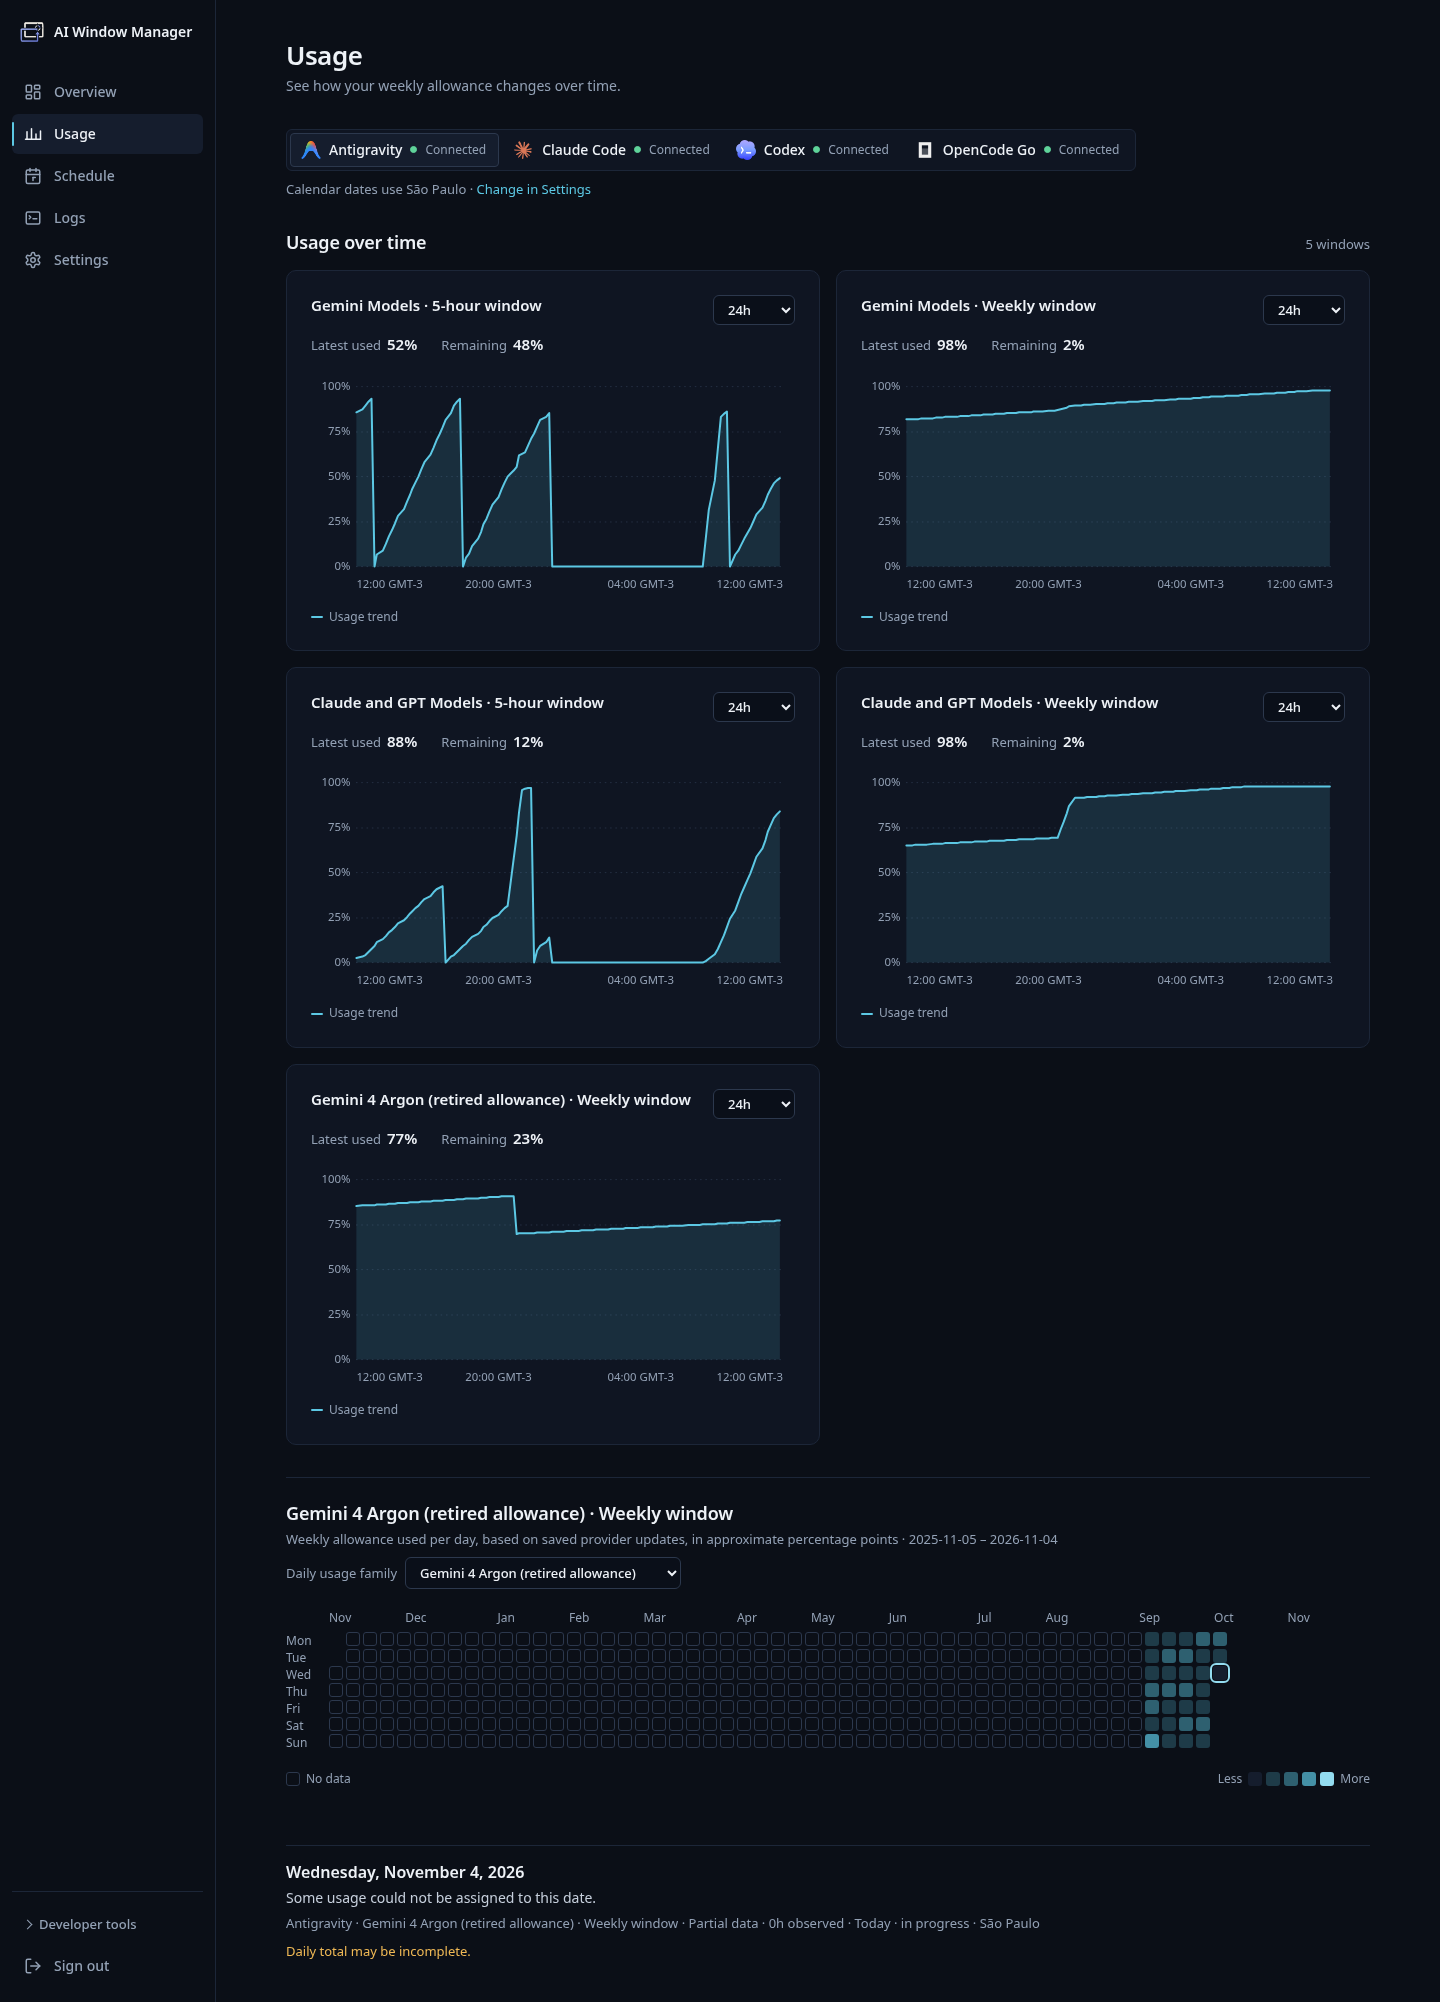 AI Window Manager
Overview
Usage
Schedule
Logs
Settings
Developer tools
Sign out
Usage
See how your weekly allowance changes over time.
Antigravity Connected Claude Code Connected Codex Connected OpenCode Go Connected
Calendar dates use São Paulo · Change in Settings
Usage over time 5 windows
Gemini Models · 5-hour window 24h
Latest used 52% Remaining 48%
100%
75%
50%
25%
0%
12:00 GMT-3 20:00 GMT-3 04:00 GMT-3 12:00 GMT-3
Usage trend
Gemini Models · Weekly window 24h
Latest used 98% Remaining 2%
100%
75%
50%
25%
0%
12:00 GMT-3 20:00 GMT-3 04:00 GMT-3 12:00 GMT-3
Usage trend
Claude and GPT Models · 5-hour window 24h
Latest used 88% Remaining 12%
100%
75%
50%
25%
0%
12:00 GMT-3 20:00 GMT-3 04:00 GMT-3 12:00 GMT-3
Usage trend
Claude and GPT Models · Weekly window 24h
Latest used 98% Remaining 2%
100%
75%
50%
25%
0%
12:00 GMT-3 20:00 GMT-3 04:00 GMT-3 12:00 GMT-3
Usage trend
Gemini 4 Argon (retired allowance) · Weekly window 24h
Latest used 77% Remaining 23%
100%
75%
50%
25%
0%
12:00 GMT-3 20:00 GMT-3 04:00 GMT-3 12:00 GMT-3
Usage trend
Gemini 4 Argon (retired allowance) · Weekly window
Weekly allowance used per day, based on saved provider updates, in approximate percentage points · 2025-11-05 – 2026-11-04
Daily usage family Gemini 4 Argon (retired allowance)
Nov Dec Jan Feb Mar Apr May Jun Jul Aug Sep Oct Nov
Mon
Tue
Wed
Thu
Fri
Sat
Sun
No data Less More
Wednesday, November 4, 2026
Some usage could not be assigned to this date.
Antigravity · Gemini 4 Argon (retired allowance) · Weekly window · Partial data · 0h observed · Today · in progress · São Paulo
Daily total may be incomplete.